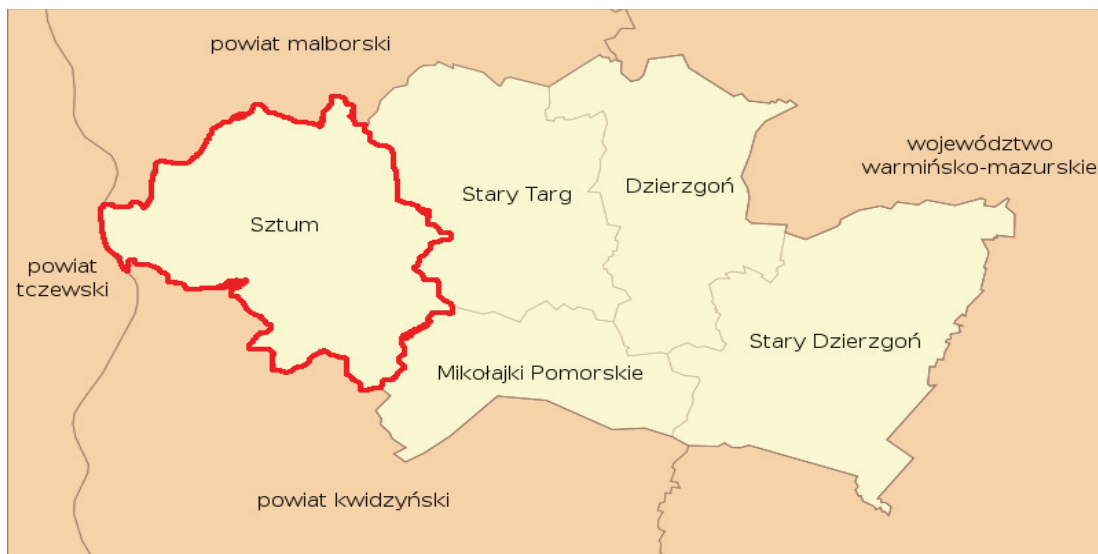 powiat malborski
województwo
warmińsko-mazurskie
Dzierzgoń
Stary Targ
Sztum
powiat
tczewski
Stary Dzierzgoń
Mikołajki Pomorskie
powiat kwidzyński